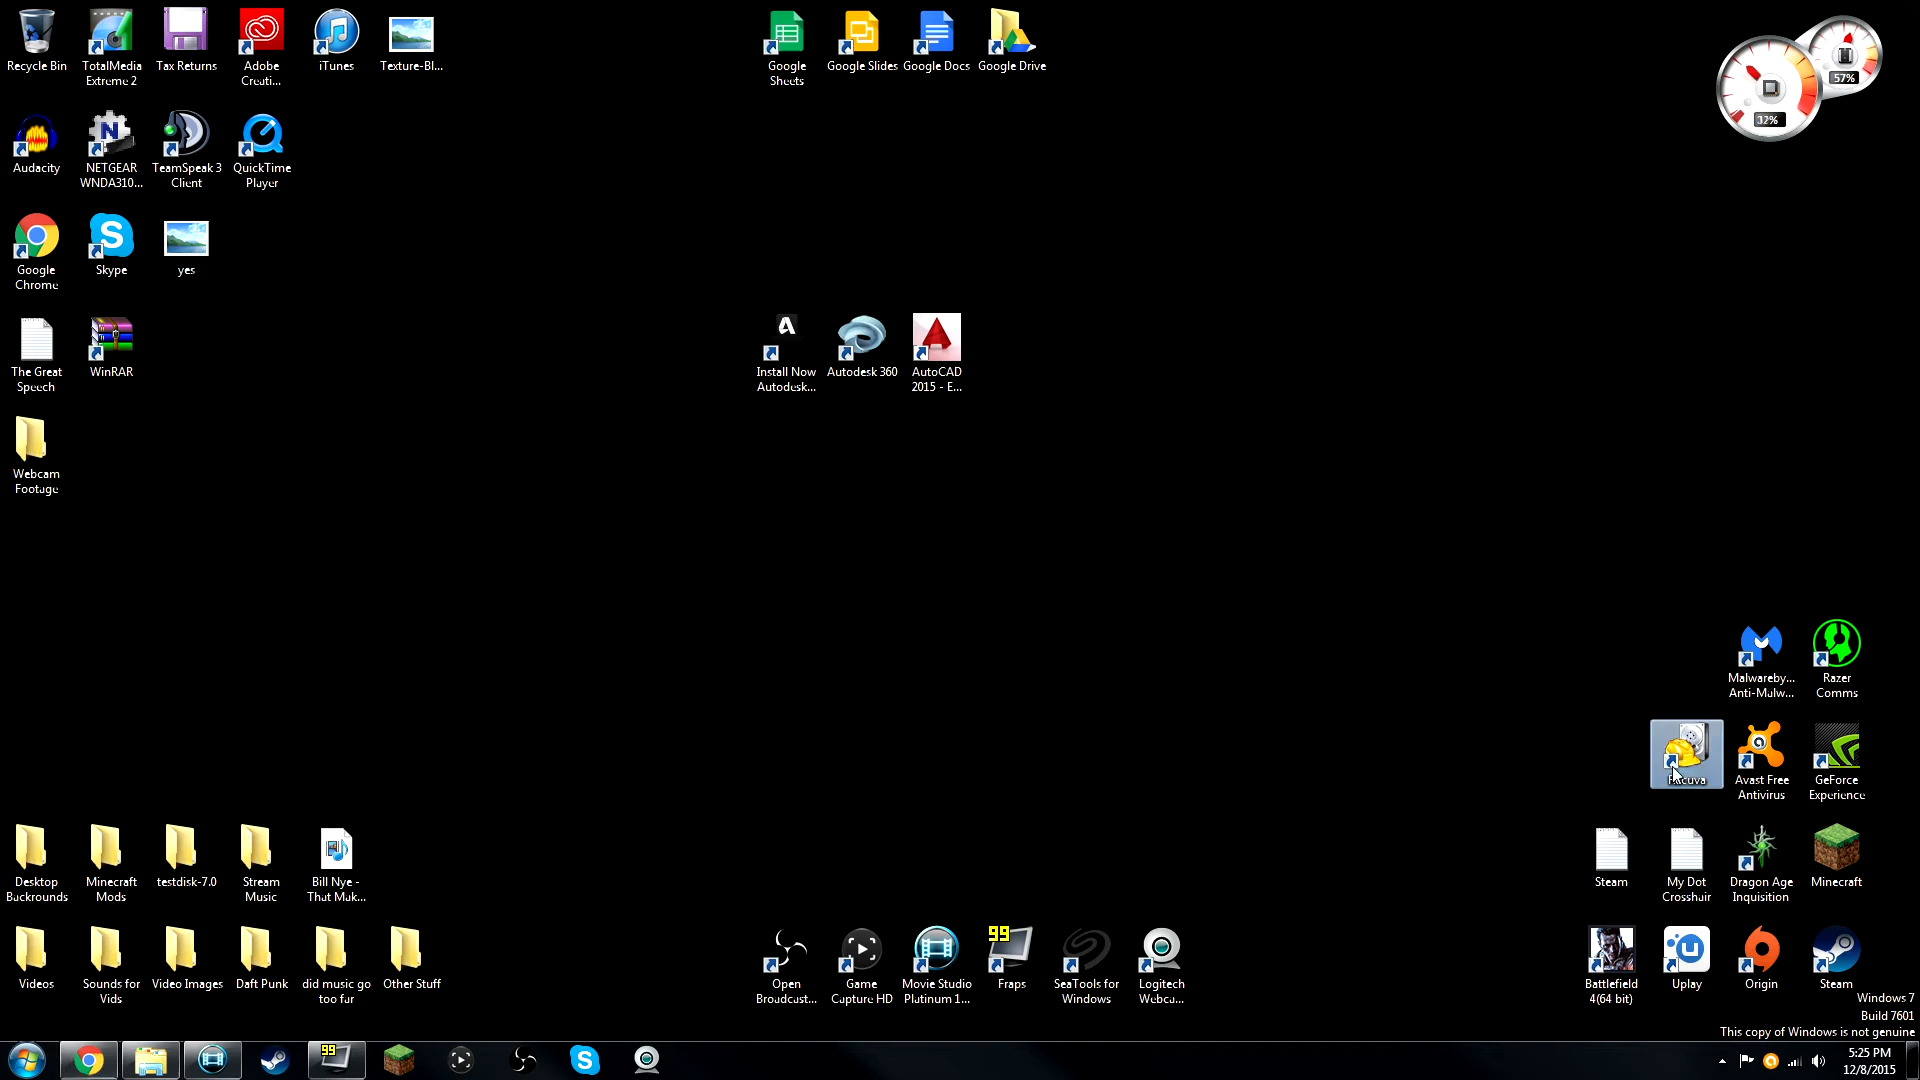 Recycle Bin
TotalMedia
Extreme 2
Tax Returns
Adobe
Creati...
iTunes
Texture-Bl...
Google
Sheets
Google Slides
Google Docs
Google Drive
57%
32%
Audacity
NETGEAR
WNDA310...
TeamSpeak 3
Client
QuickTime
Player
Google
Chrome
Skype
yes
The Great
Speech
WinRAR
Install Now
Autodesk...
Autodesk 360
AutoCAD
2015 - E...
Webcam
Footage
Malwareby...
Anti-Malw...
Razer
Comms
Avast Free
Antivirus
GeForce
Experience
Desktop
Backrounds
Minecraft
Mods
testdisk-7.0
Stream
Music
Bill Nye -
That Mak...
Steam
My Dot
Crosshair
Dragon Age
Inquisition
Minecraft
Videos
Sounds for
Vids
Video Images
Daft Punk
did music go
too far
Other Stuff
Open
Broadcast...
Game
Capture HD
Movie Studio
Platinum 1...
99
Fraps
SeaTools for
Windows
Logitech
Webca...
Battlefield
4(64 bit)
Uplay
Origin
Steam
Windows 7
Build 7601
This copy of Windows is not genuine
99
5:25 PM
12/8/2015